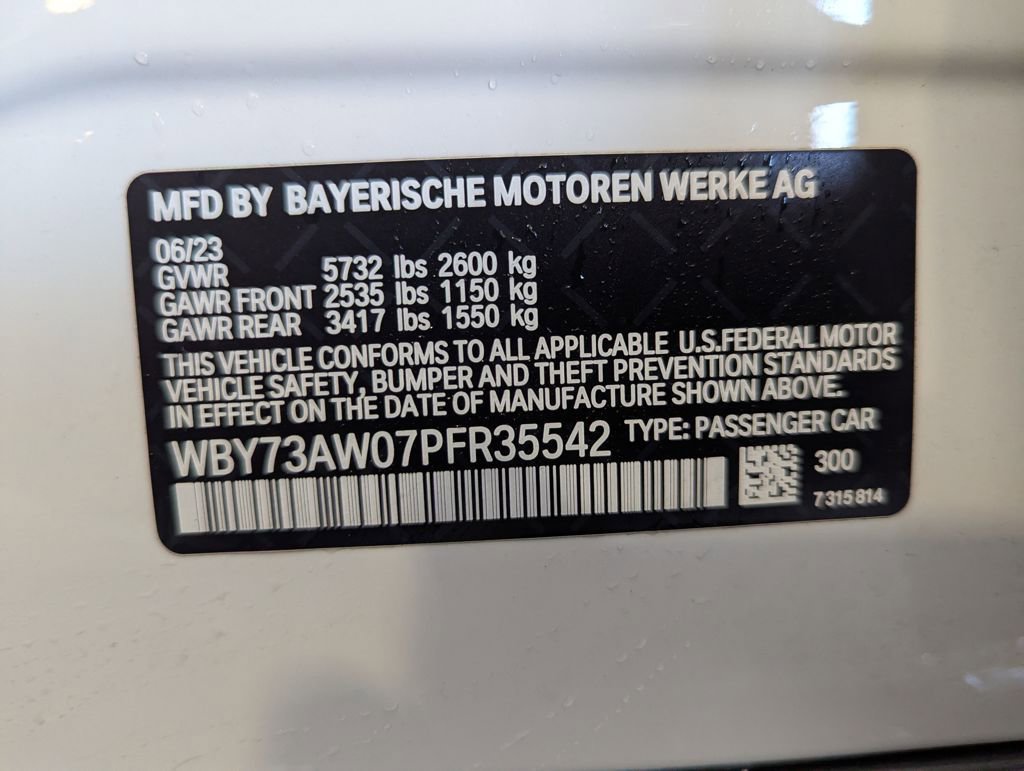 MFD BY BAYERISCHE MOTOREN WERKE AG
06/23
GVWR 5732 lbs 2600 kg
GAWR FRONT 2535 lbs 1150 kg
GAWR REAR 3417 lbs 1550 kg
THIS VEHICLE CONFORMS TO ALL APPLICABLE U.S.FEDERAL MOTOR
VEHICLE SAFETY, BUMPER AND THEFT PREVENTION STANDARDS
IN EFFECT ON THE DATE OF MANUFACTURE SHOWN ABOVE.
WBY73AW07PFR35542 TYPE: PASSENGER CAR
300
7 315 814